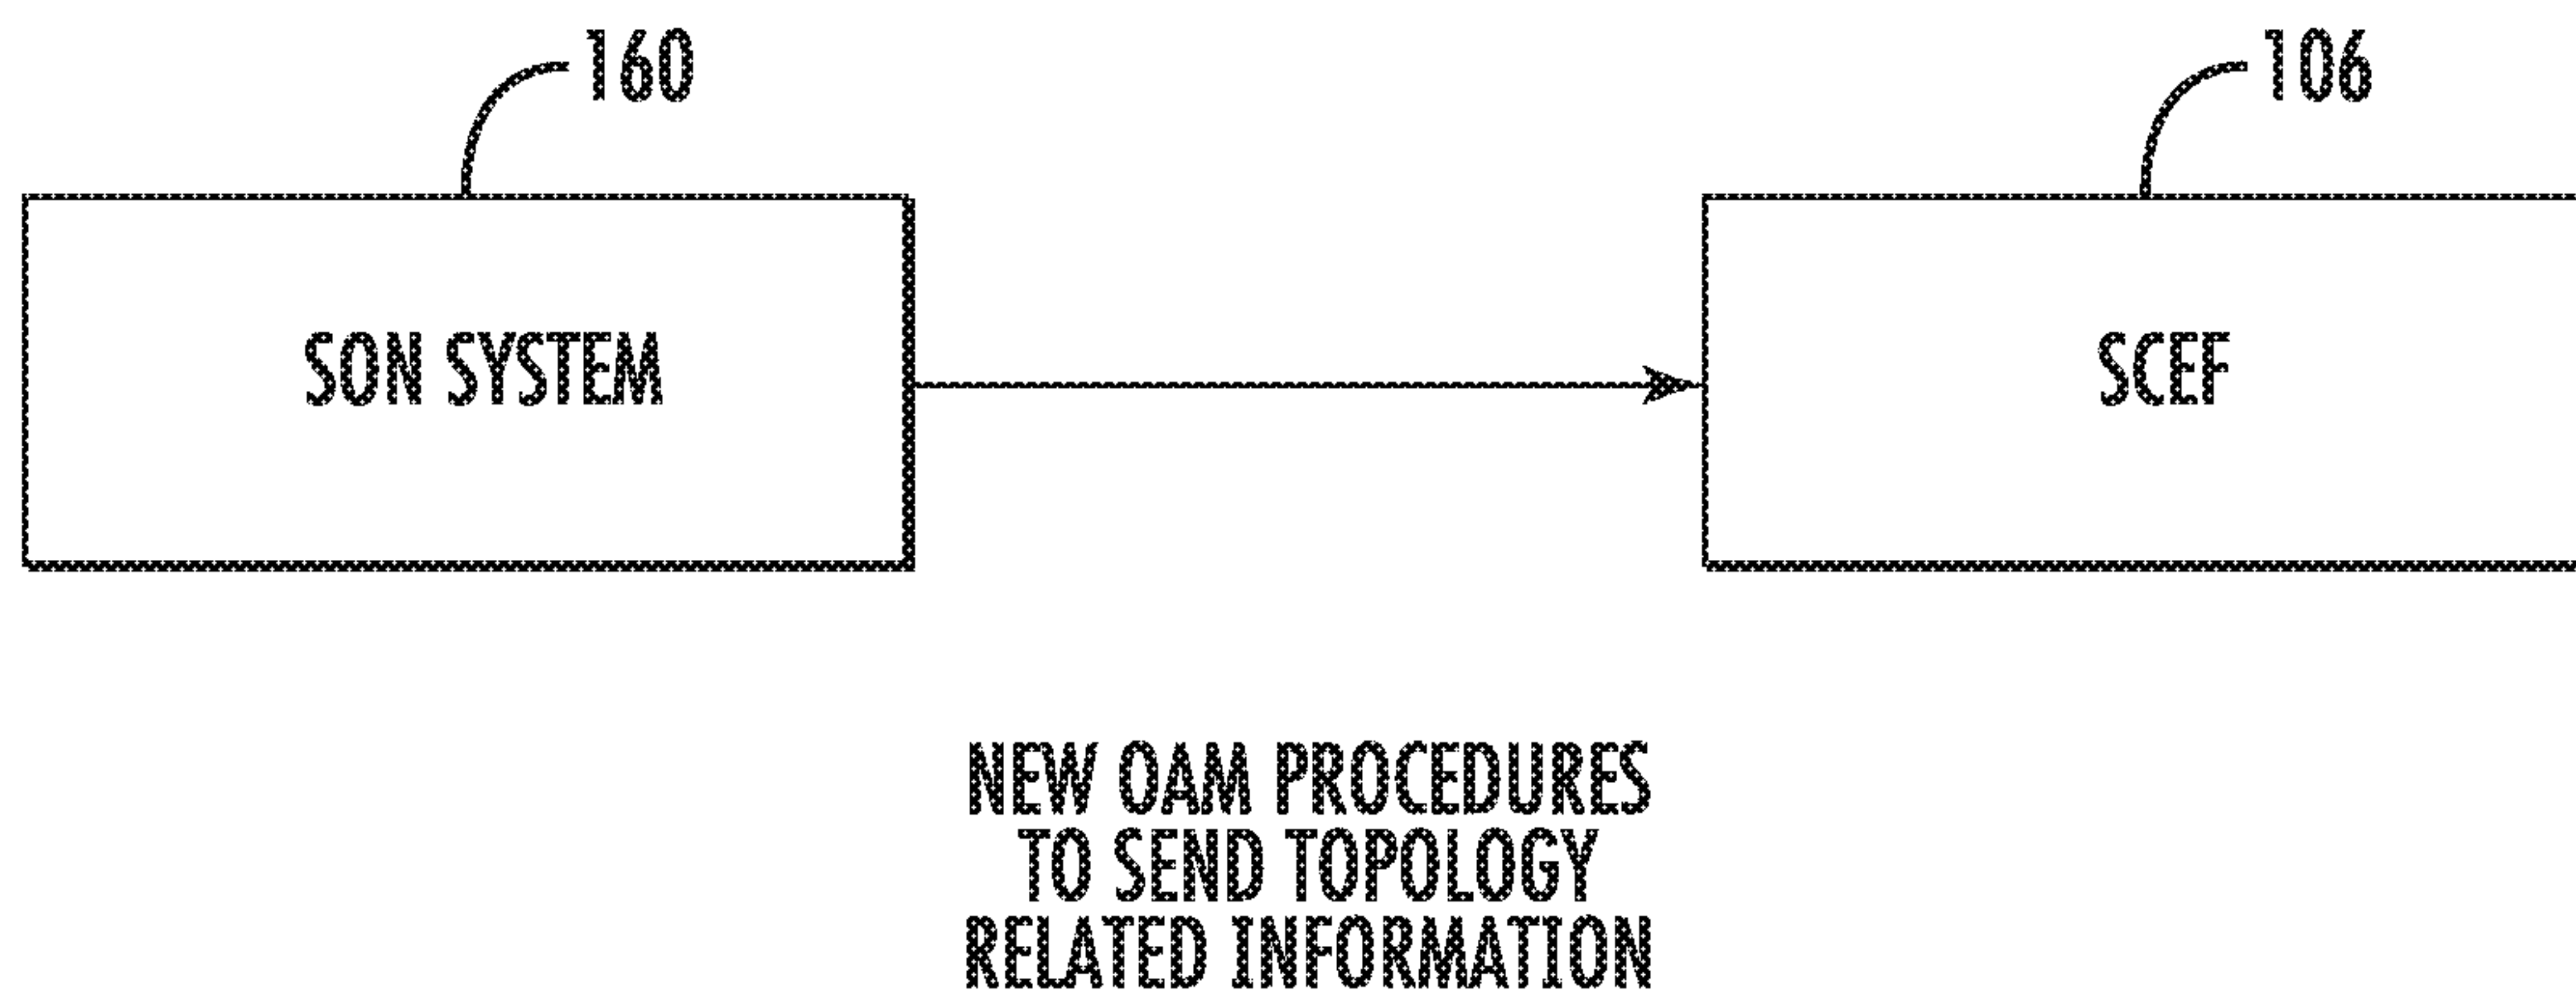 160
106
SON SYSTEM
SCEF
NEW OAM PROCEDURES
TO SEND TOPOLOGY
RELATED INFORMATION